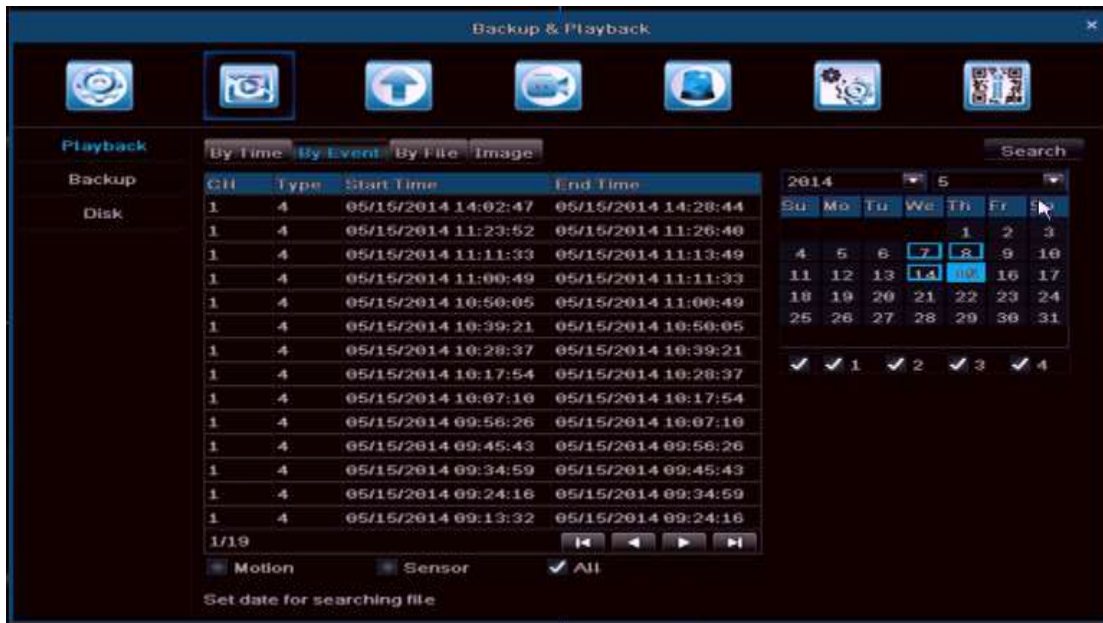 Backup & Playback
Playback
Backup
Disk
By Time By Event By File Image
Search
CH Type Start Time End Time
1 4 05/15/2014 14:02:47 05/15/2014 14:28:44
1 4 05/15/2014 11:23:52 05/15/2014 11:26:40
1 4 05/15/2014 11:11:33 05/15/2014 11:13:49
1 4 05/15/2014 11:00:49 05/15/2014 11:11:33
1 4 05/15/2014 10:50:05 05/15/2014 11:00:49
1 4 05/15/2014 10:39:21 05/15/2014 10:50:05
1 4 05/15/2014 10:28:37 05/15/2014 10:39:21
1 4 05/15/2014 10:17:54 05/15/2014 10:28:37
1 4 05/15/2014 10:07:10 05/15/2014 10:17:54
1 4 05/15/2014 09:56:26 05/15/2014 10:07:10
1 4 05/15/2014 09:45:43 05/15/2014 09:56:26
1 4 05/15/2014 09:34:59 05/15/2014 09:45:43
1 4 05/15/2014 09:24:16 05/15/2014 09:34:59
1 4 05/15/2014 09:13:32 05/15/2014 09:24:16
1/19
Motion Sensor All
Set date for searching file
2014 5
Su Mo Tu We Th Fr
1 2 3
4 5 6 7 8 9 10
11 12 13 14 16 17
18 19 20 21 22 23 24
25 26 27 28 29 30 31
1 2 3 4